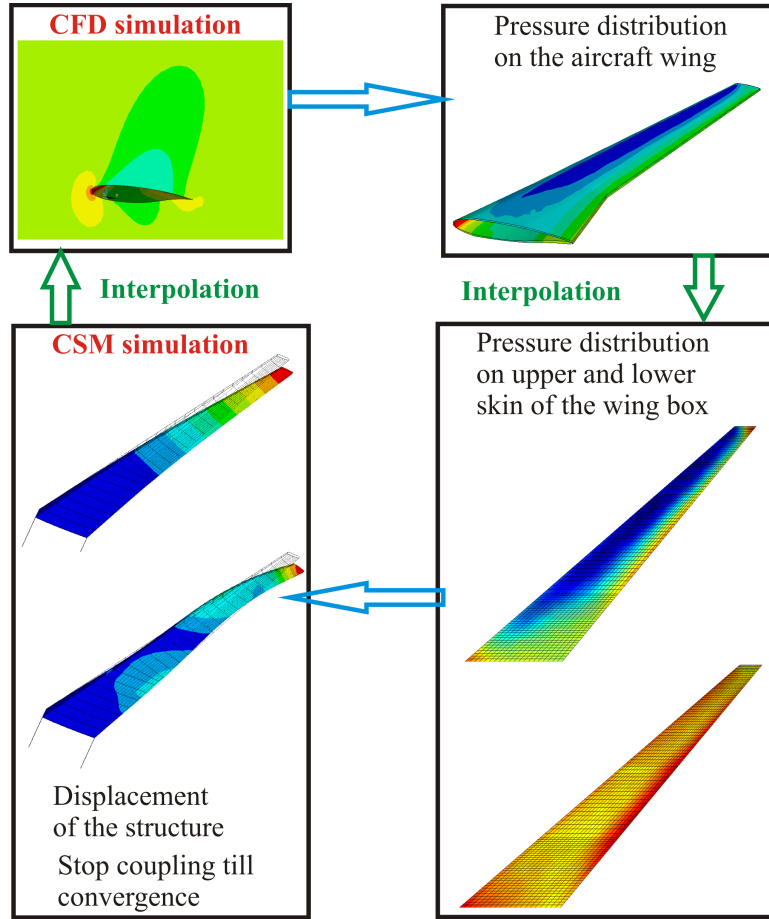 CFD simulation
Pressure distribution
on the aircraft wing
Interpolation
Interpolation
CSM simulation
Pressure distribution
on upper and lower
skin of the wing box
Displacement
of the structure
Stop coupling till
convergence